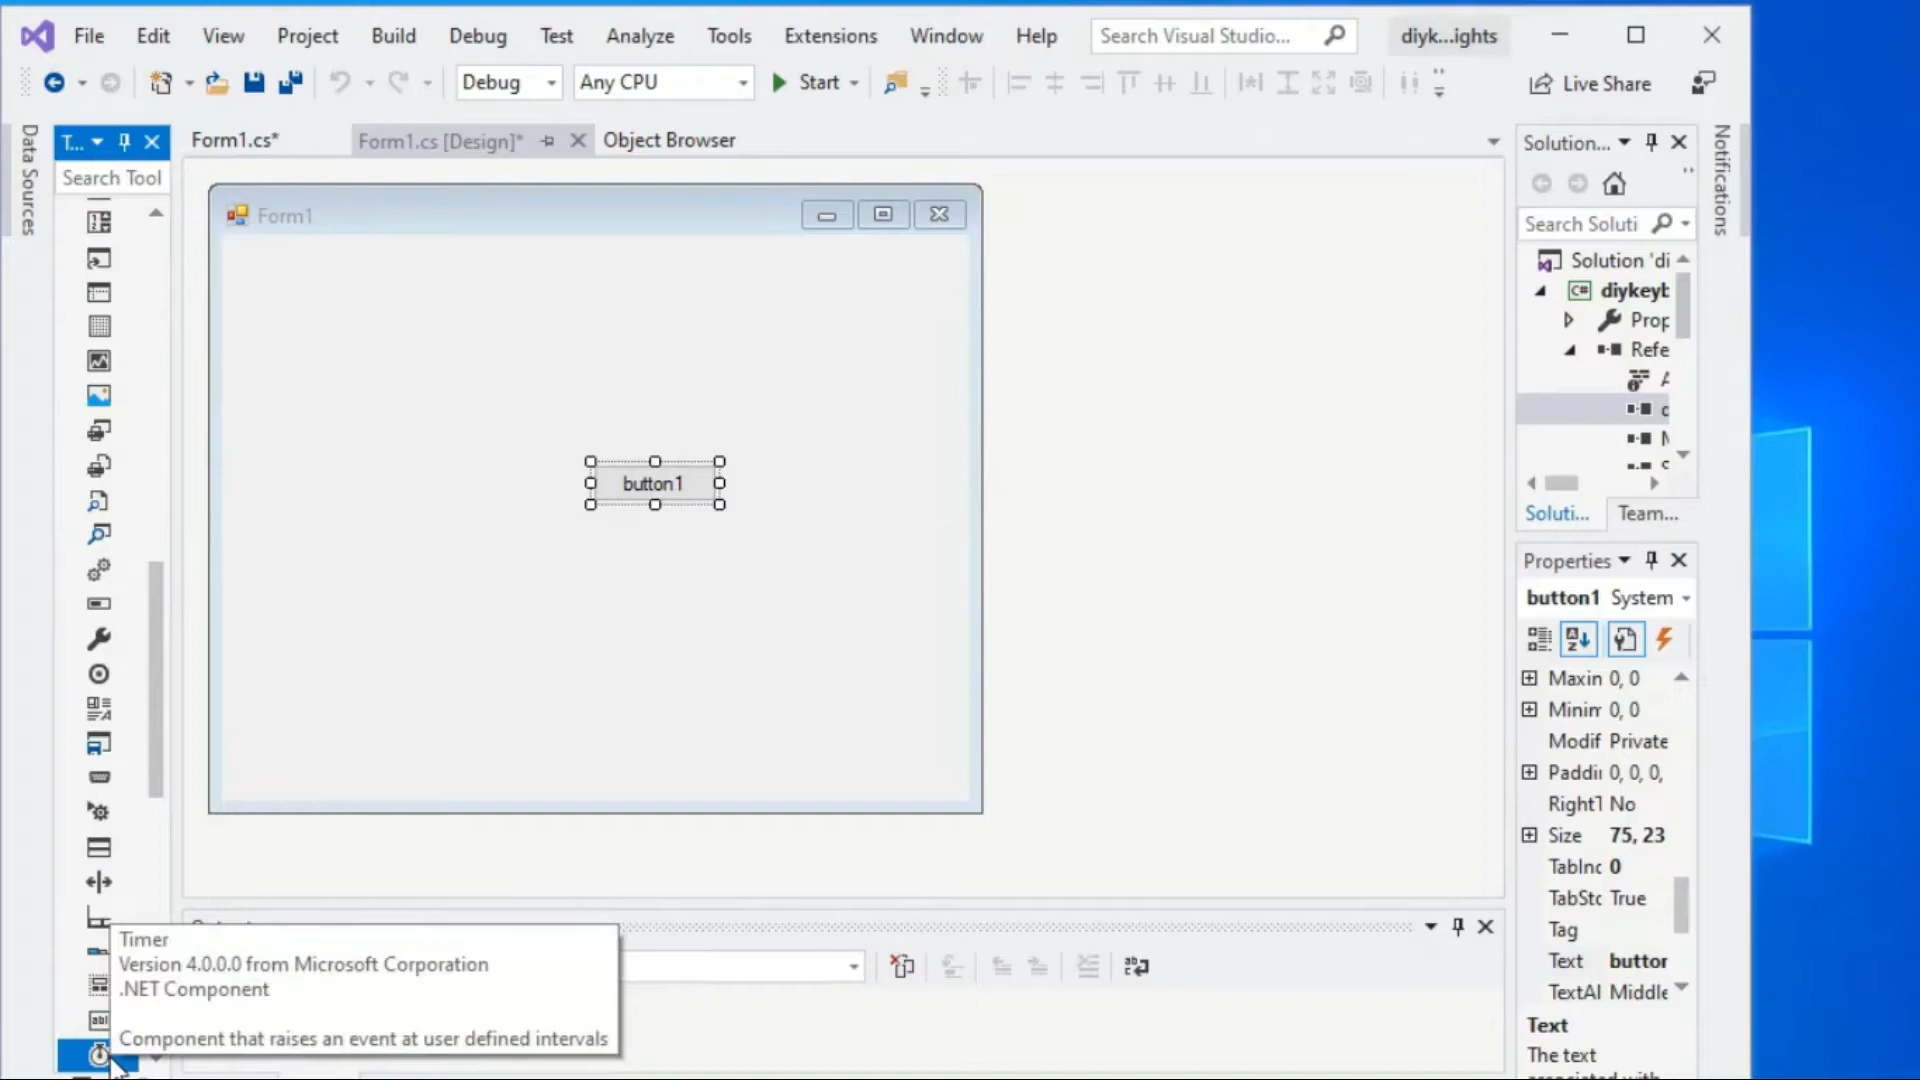 File Edit View Project Build Debug Test Analyze Tools Extensions Window Help Search Visual Studio... diyk...ights
Debug Any CPU Start Live Share
Data Sources
T...
Search Tool
Form1.cs* Form1.cs [Design]* Object Browser
Form1
button1
Timer
Version 4.0.0.0 from Microsoft Corporation
.NET Component
Component that raises an event at user defined intervals
Solution...
Search Soluti
Solution 'di
C# diykeyb
Prop
Refe
Soluti... Team...
Notifications
Properties
button1 System
Maxin 0, 0
Minin 0, 0
Modif Private
Paddii 0, 0, 0,
RightT No
Size 75, 23
TabInc 0
TabStc True
Tag
Text buttor
TextAl Middle
Text
The text